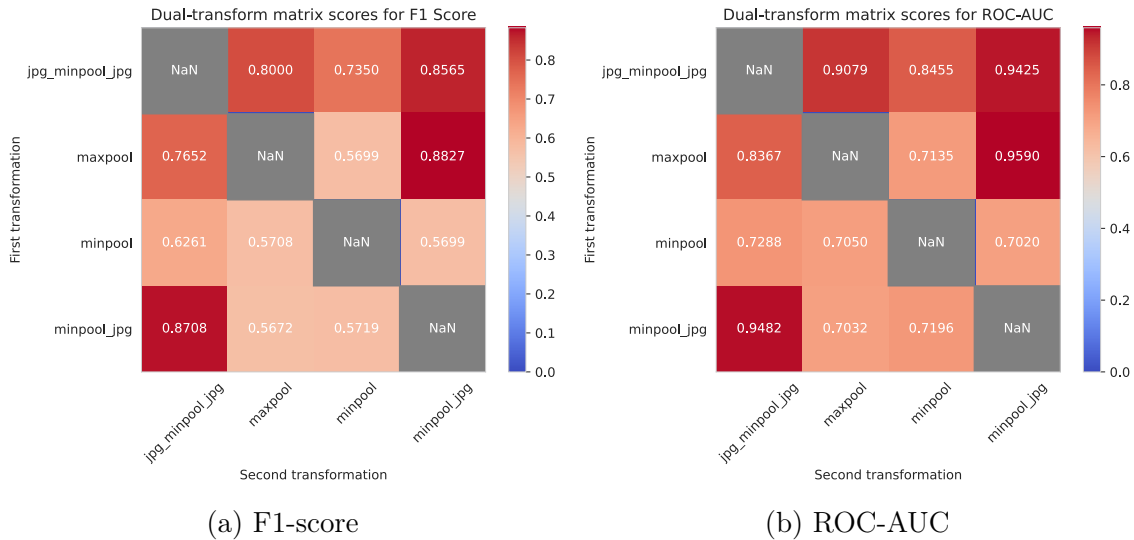 Dual-transform matrix scores for F1 Score
jpg_minpool_jpg NaN 0.8000 0.7350 0.8565
maxpool 0.7652 NaN 0.5699 0.8827
minpool 0.6261 0.5708 NaN 0.5699
minpool_jpg 0.8708 0.5672 0.5719 NaN
First transformation
jpg_minpool_jpg maxpool minpool minpool_jpg
Second transformation
0.8
0.7
0.6
0.5
0.4
0.3
0.2
0.1
0.0
(a) F1-score
Dual-transform matrix scores for ROC-AUC
jpg_minpool_jpg NaN 0.9079 0.8455 0.9425
maxpool 0.8367 NaN 0.7135 0.9590
minpool 0.7288 0.7050 NaN 0.7020
minpool_jpg 0.9482 0.7032 0.7196 NaN
First transformation
jpg_minpool_jpg maxpool minpool minpool_jpg
Second transformation
0.8
0.6
0.4
0.2
0.0
(b) ROC-AUC